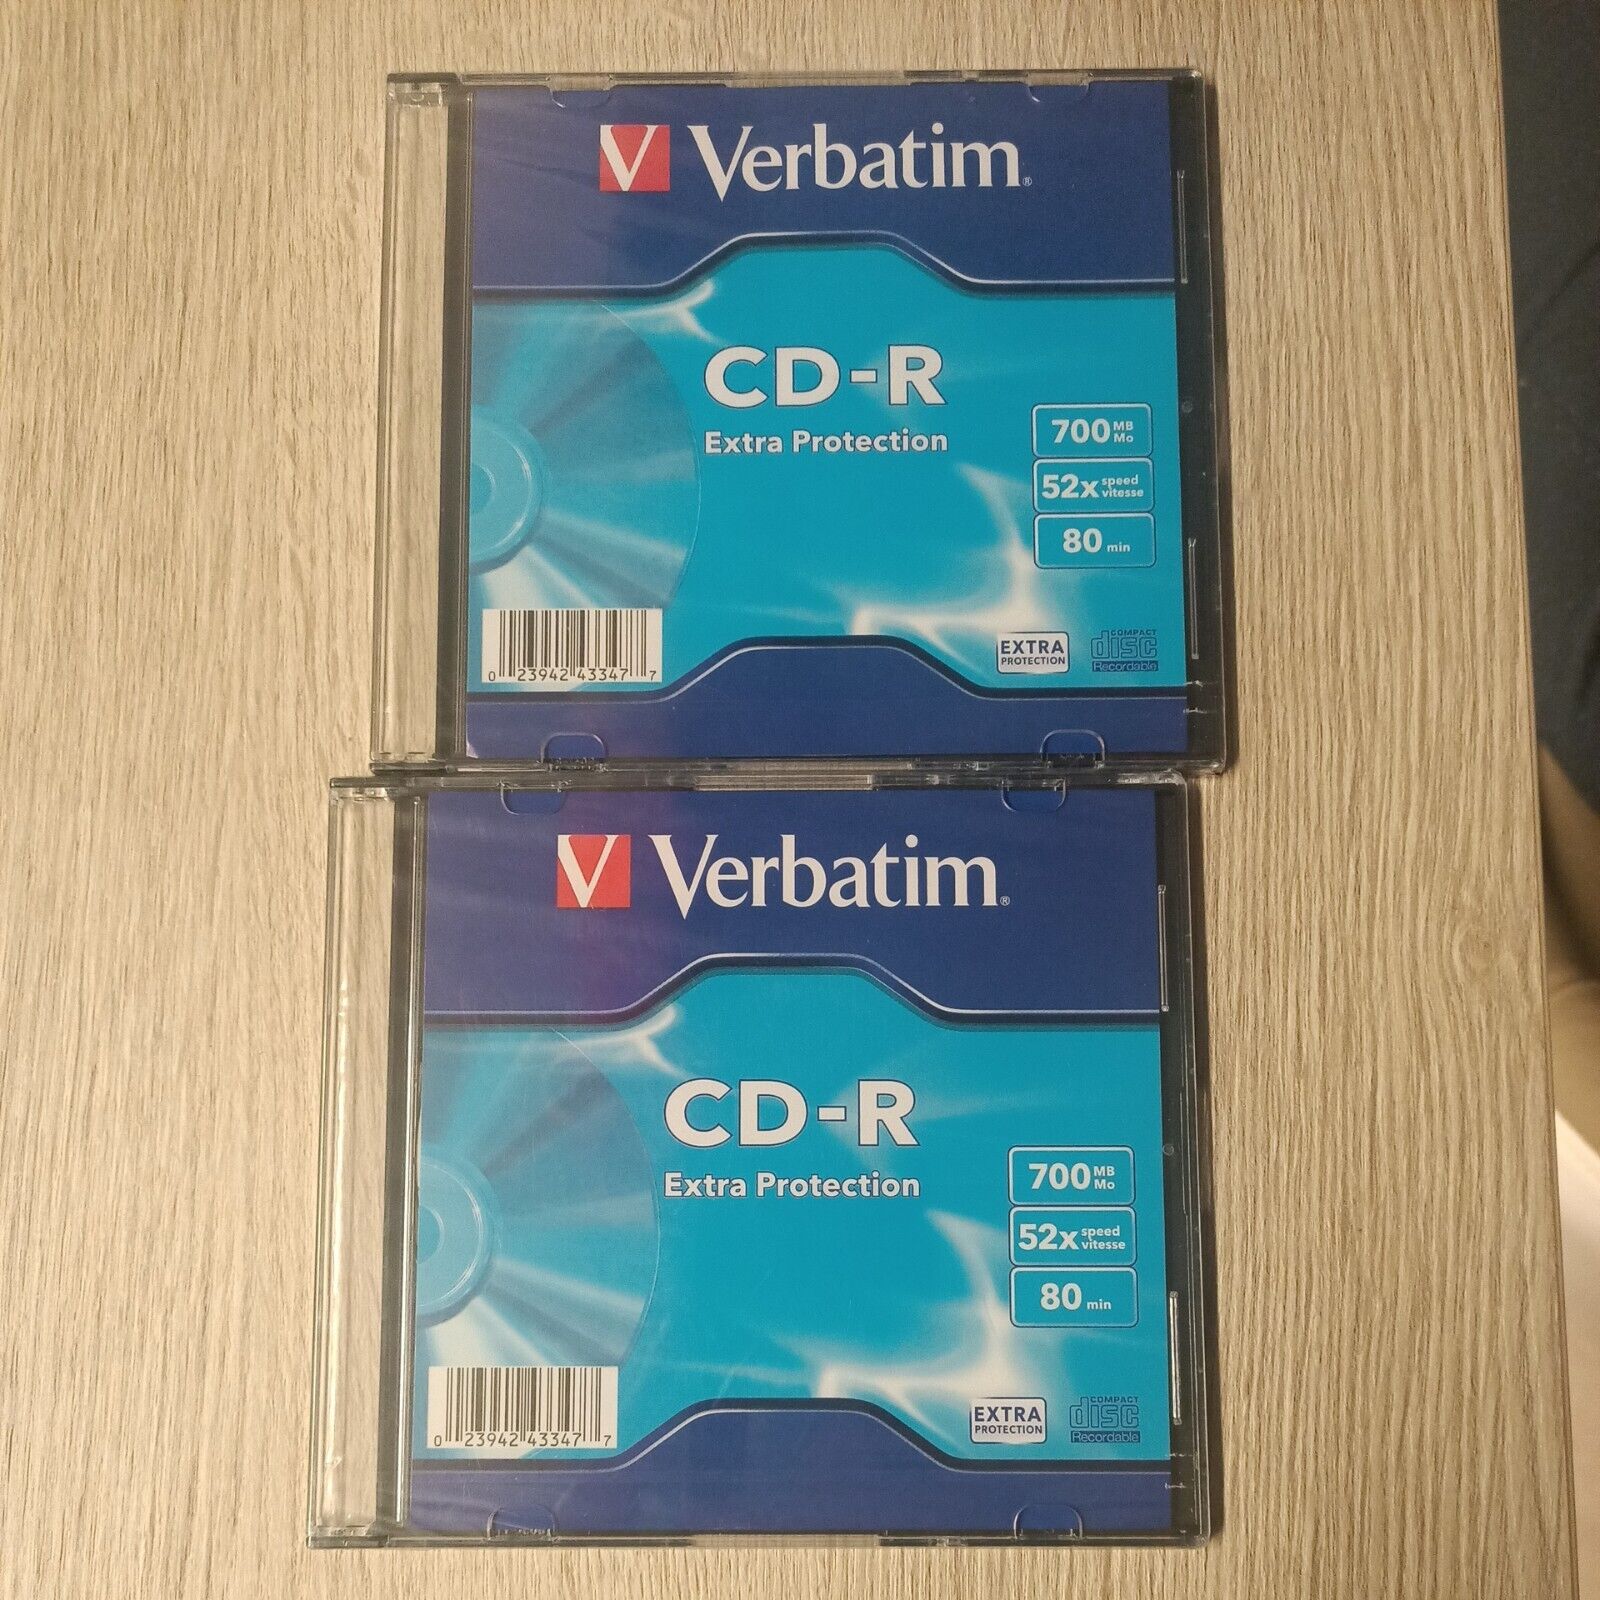 V Verbatim®
CD-R
Extra Protection
700 MB Mo
52x speed vitesse
80 min
EXTRA PROTECTION
COMPACT disc Recordable
0 23942 43347 7
V Verbatim®
CD-R
Extra Protection
700 MB Mo
52x speed vitesse
80 min
EXTRA PROTECTION
COMPACT disc Recordable
0 23942 43347 7